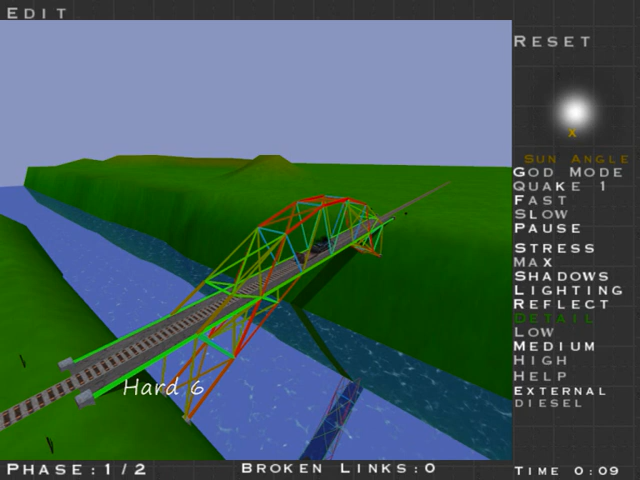 EDIT
RESET
X
SUN ANGLE
GOD MODE
QUAKE 1
FAST
SLOW
PAUSE
STRESS
MAX
SHADOWS
LIGHTING
REFLECT
DETAIL
LOW
MEDIUM
HIGH
HELP
EXTERNAL
DIESEL
Hard 6
PHASE:1/2
BROKEN LINKS:0
TIME 0:09